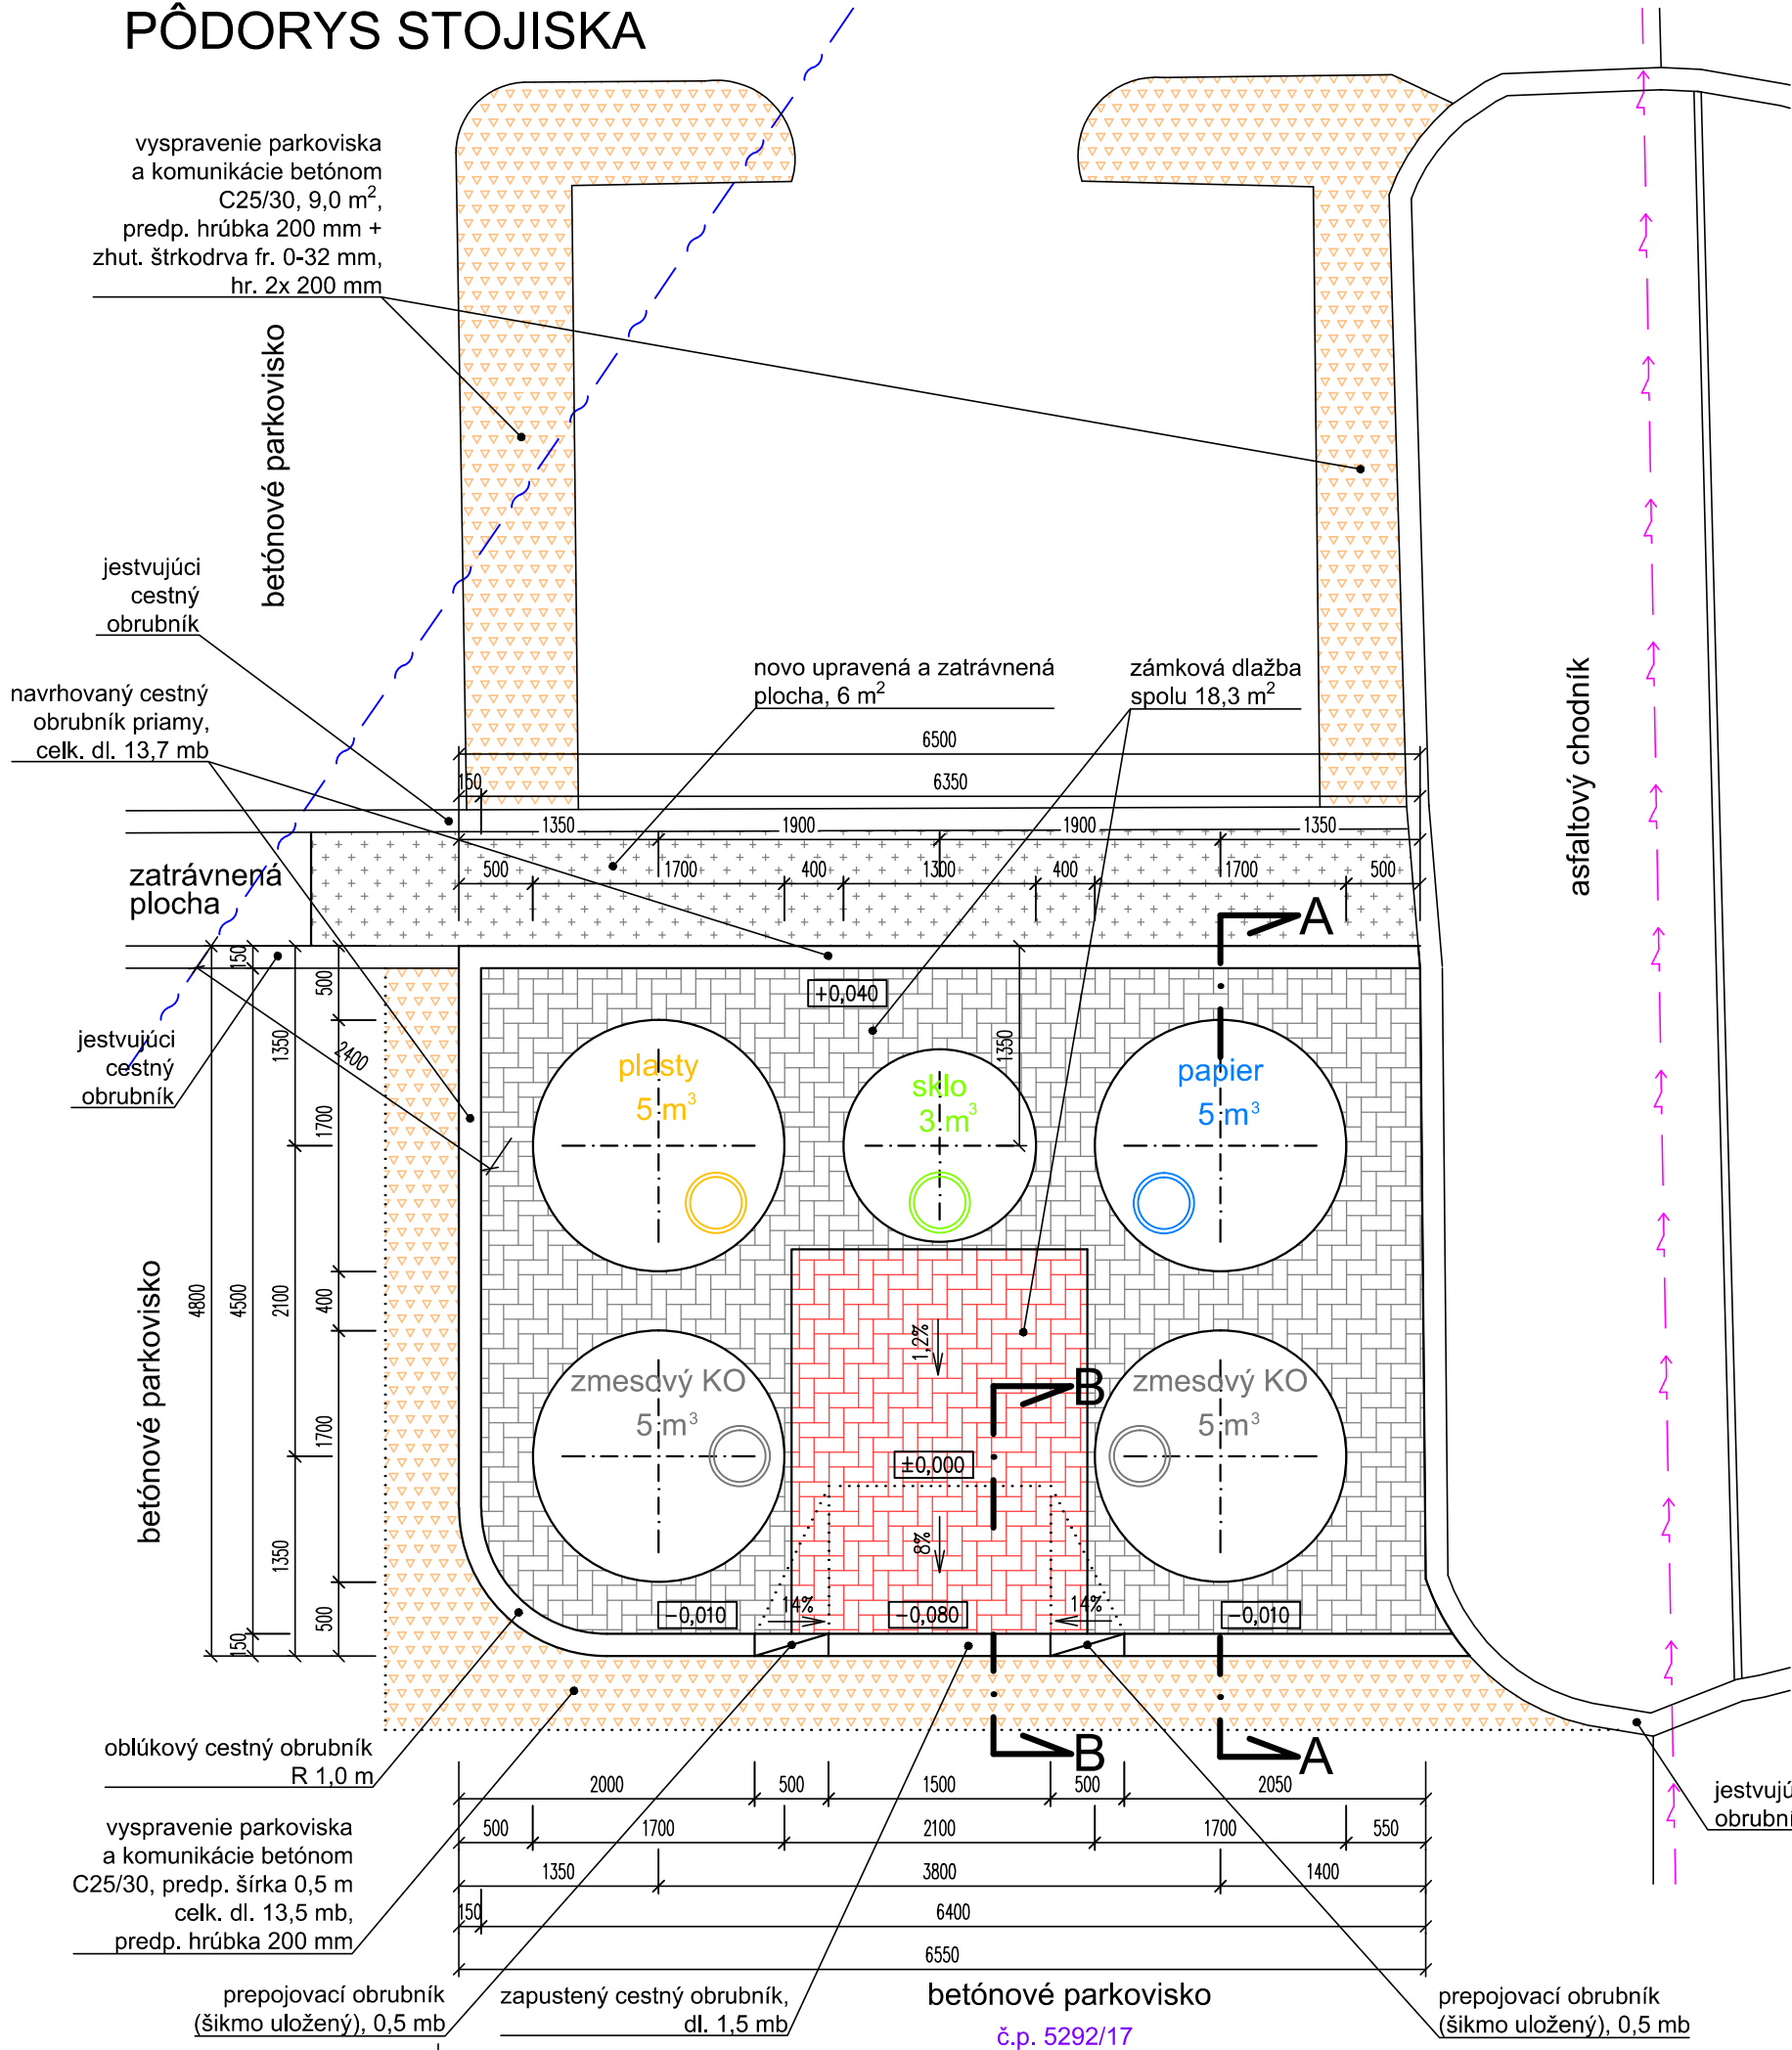 PÔDORYS STOJISKA
vyspravenie parkoviska
a komunikácie betónom
C25/30, 9,0 m²,
predp. hrúbka 200 mm +
zhut. štrkodrva fr. 0-32 mm,
hr. 2x 200 mm
betónové parkovisko
jestvujúci
cestný
obrubník
navrhovaný cestný
obrubník priamy,
celk. dl. 13,7 mb
novo upravená a zatrávnená
plocha, 6 m²
zámková dlažba
spolu 18,3 m²
asfaltový chodník
6500
150
6350
1350
1900
1900
1350
500
1700
400
1300
400
1700
500
zatrávnená
plocha
A
+0,040
jestvujúci
cestný
obrubník
2400
1350
plasty
5 m³
sklo
3 m³
papier
5 m³
betónové parkovisko
4800
150
4500
150
1350
2100
1350
500
1700
400
1700
500
1,2%
B
zmesový KO
5 m³
zmesový KO
5 m³
±0,000
8%
14%
14%
-0,010
-0,080
-0,010
B
A
oblúkový cestný obrubník
R 1,0 m
2000
500
1500
500
2050
500
1700
2100
1700
550
1350
3800
1400
150
6400
6550
vyspravenie parkoviska
a komunikácie betónom
C25/30, predp. šírka 0,5 m
celk. dl. 13,5 mb,
predp. hrúbka 200 mm
jestvujú
obrubní
prepojovací obrubník
(šikmo uložený), 0,5 mb
zapustený cestný obrubník,
dl. 1,5 mb
betónové parkovisko
č.p. 5292/17
prepojovací obrubník
(šikmo uložený), 0,5 mb